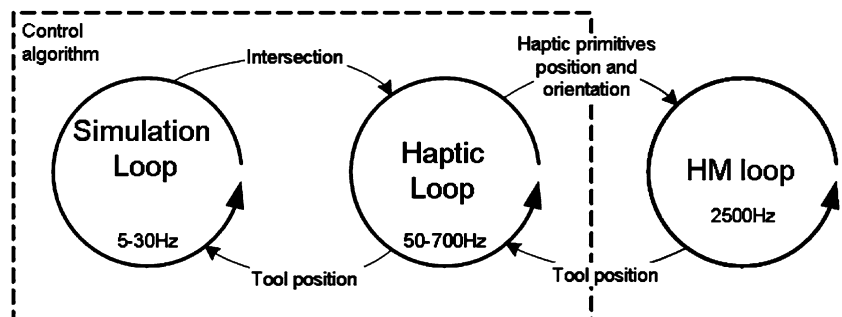 Control
algorithm
Intersection
Haptic primitives
position and
orientation
Simulation
Loop
5-30Hz
Haptic
Loop
50-700Hz
HM loop
2500Hz
Tool position
Tool position